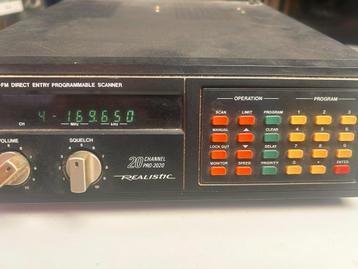 -FM DIRECT ENTRY PROGRAMMABLE SCANNER
4-169.650
CH MHz kHz
VOLUME SQUELCH
20 CHANNEL
PRO-2020
REALISTIC
OPERATION PROGRAM
SCAN LIMIT PROGRAM 1 2 3
MANUAL CLEAR 4 5 6
LOCK OUT DELAY 7 8 9
MONITOR SPEED PRIORITY 0 ENTER